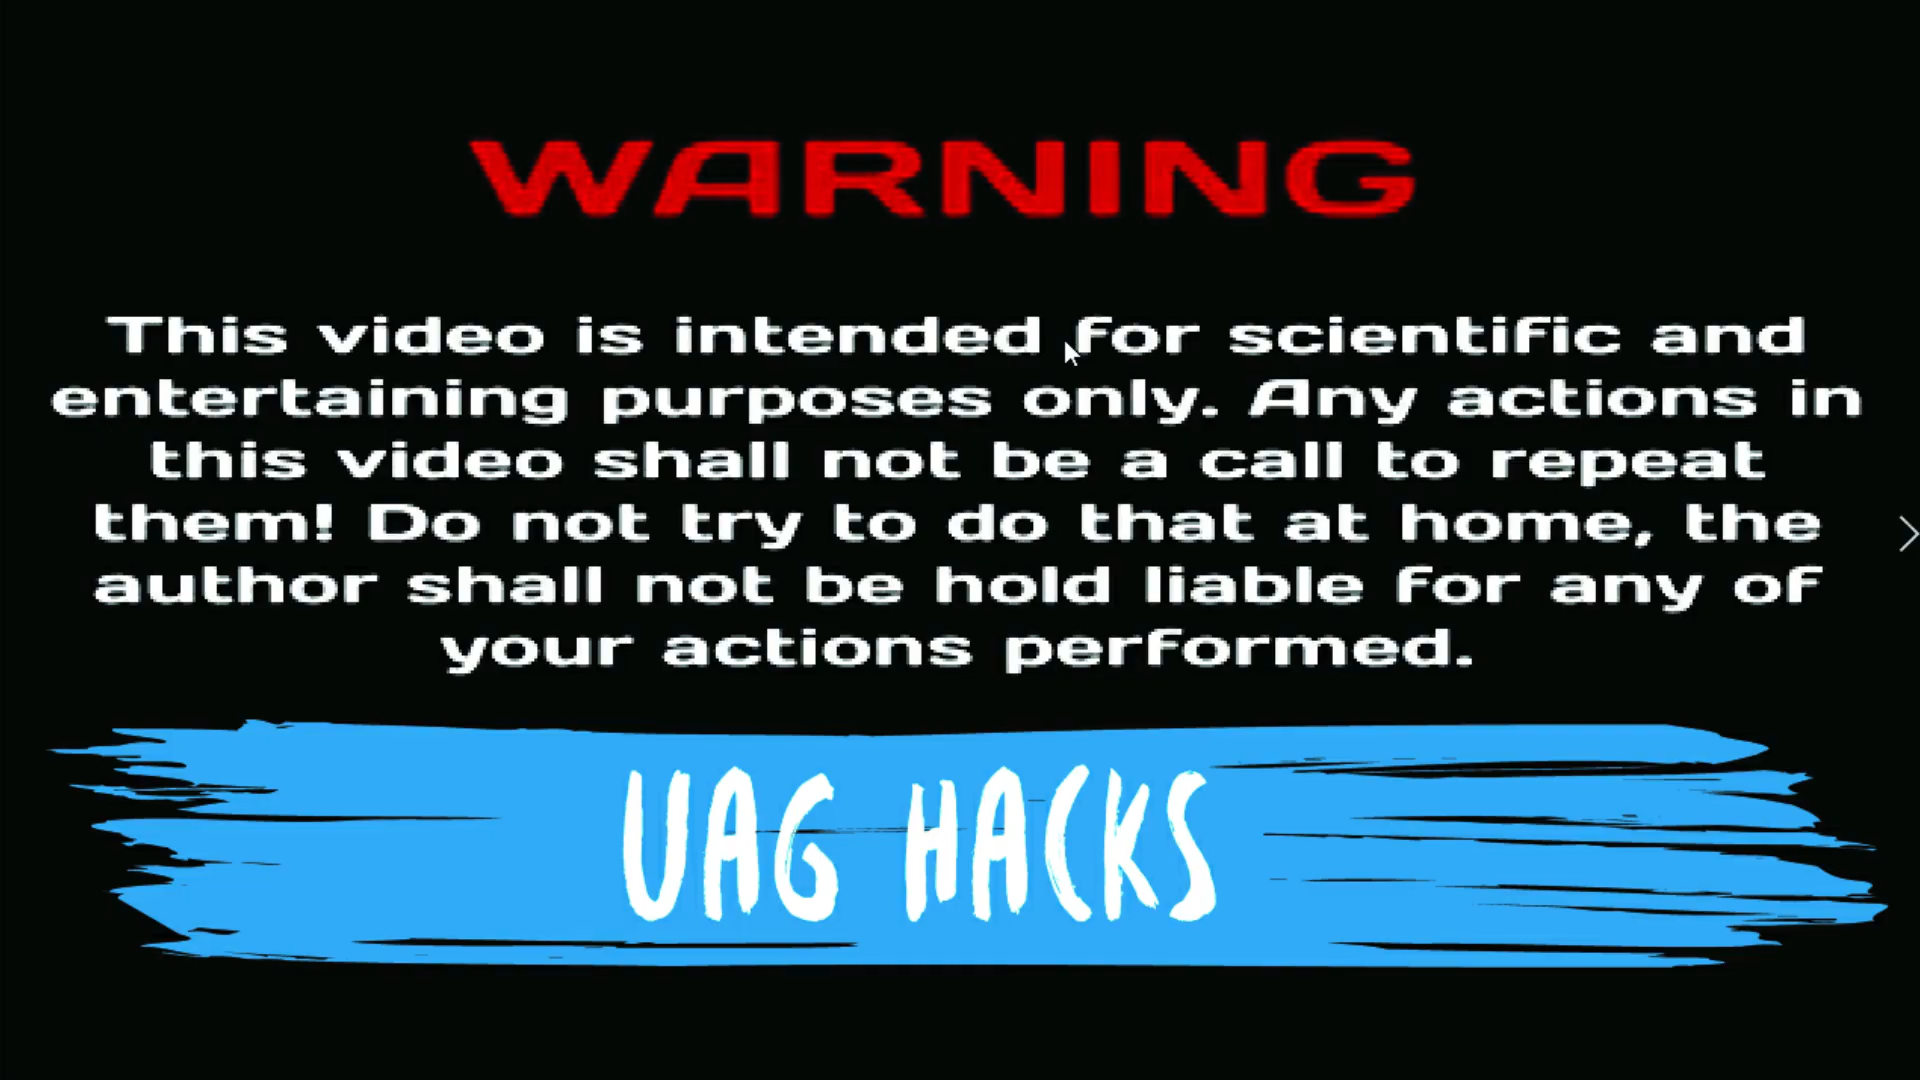 WARNING
This video is intended for scientific and
entertaining purposes only. Any actions in
this video shall not be a call to repeat
them! Do not try to do that at home, the
author shall not be hold liable for any of
your actions performed.
UAG HACKS